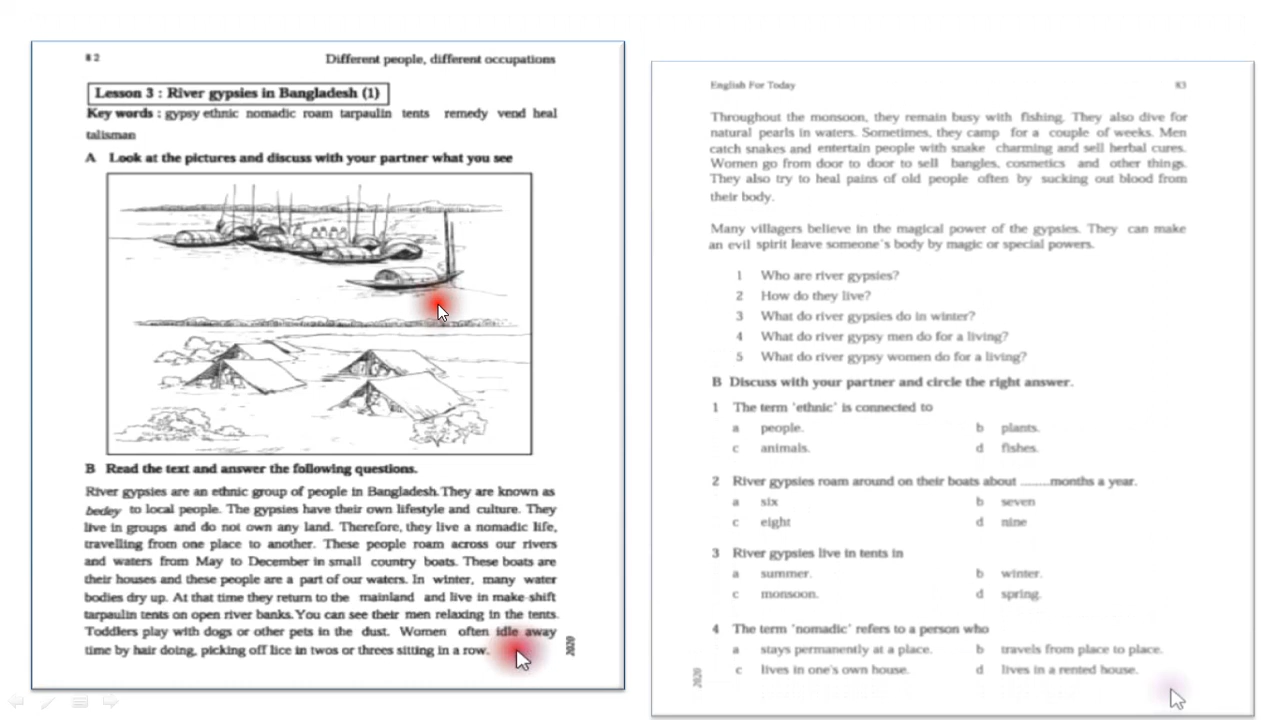 82
Different people, different occupations
Lesson 3 : River gypsies in Bangladesh (1)
Key words : gypsy ethnic nomadic roam tarpaulin tents remedy vend heal
talisman
A Look at the pictures and discuss with your partner what you see
B Read the text and answer the following questions.
River gypsies are an ethnic group of people in Bangladesh. They are known as
bedey to local people. The gypsies have their own lifestyle and culture. They
live in groups and do not own any land. Therefore, they live a nomadic life,
travelling from one place to another. These people roam across our rivers
and waters from May to December in small country boats. These boats are
their houses and these people are a part of our waters. In winter, many water
bodies dry up. At that time they return to the mainland and live in make-shift
tarpaulin tents on open river banks. You can see their men relaxing in the tents.
Toddlers play with dogs or other pets in the dust. Women often idle away
time by hair doing, picking off lice in twos or threes sitting in a row.
2020
English For Today
83
Throughout the monsoon, they remain busy with fishing. They also dive for
natural pearls in waters. Sometimes, they camp for a couple of weeks. Men
catch snakes and entertain people with snake charming and sell herbal cures.
Women go from door to door to sell bangles, cosmetics and other things.
They also try to heal pains of old people often by sucking out blood from
their body.
Many villagers believe in the magical power of the gypsies. They can make
an evil spirit leave someone's body by magic or special powers.
1 Who are river gypsies?
2 How do they live?
3 What do river gypsies do in winter?
4 What do river gypsy men do for a living?
5 What do river gypsy women do for a living?
B Discuss with your partner and circle the right answer.
1 The term 'ethnic' is connected to
a people. b plants.
c animals. d fishes.
2 River gypsies roam around on their boats about ........months a year.
a six b seven
c eight d nine
3 River gypsies live in tents in
a summer. b winter.
c monsoon. d spring.
4 The term 'nomadic' refers to a person who
a stays permanently at a place. b travels from place to place.
c lives in one's own house. d lives in a rented house.
2020